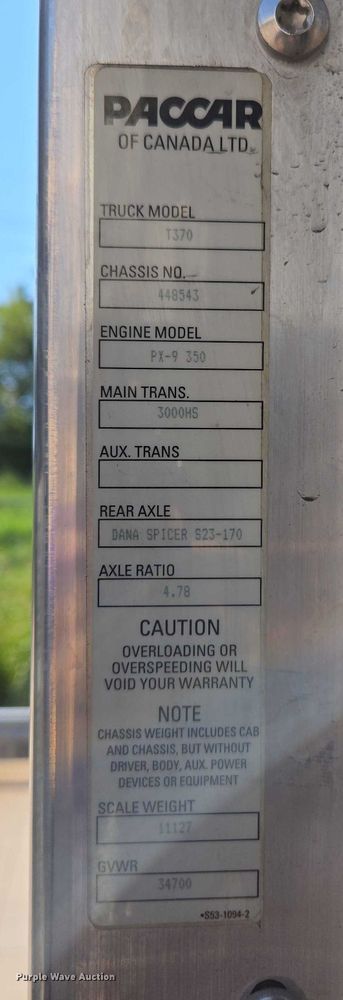 PACCAR
OF CANADA LTD.
TRUCK MODEL
T370
CHASSIS NO.
448543
ENGINE MODEL
PX-9 350
MAIN TRANS.
3000HS
AUX. TRANS
REAR AXLE
DANA SPICER S23-170
AXLE RATIO
4.78
CAUTION
OVERLOADING OR
OVERSPEEDING WILL
VOID YOUR WARRANTY
NOTE
CHASSIS WEIGHT INCLUDES CAB
AND CHASSIS, BUT WITHOUT
DRIVER, BODY, AUX. POWER
DEVICES OR EQUIPMENT
SCALE WEIGHT
11127
GVWR
34700
•S53-1094-2
Purple Wave Auction